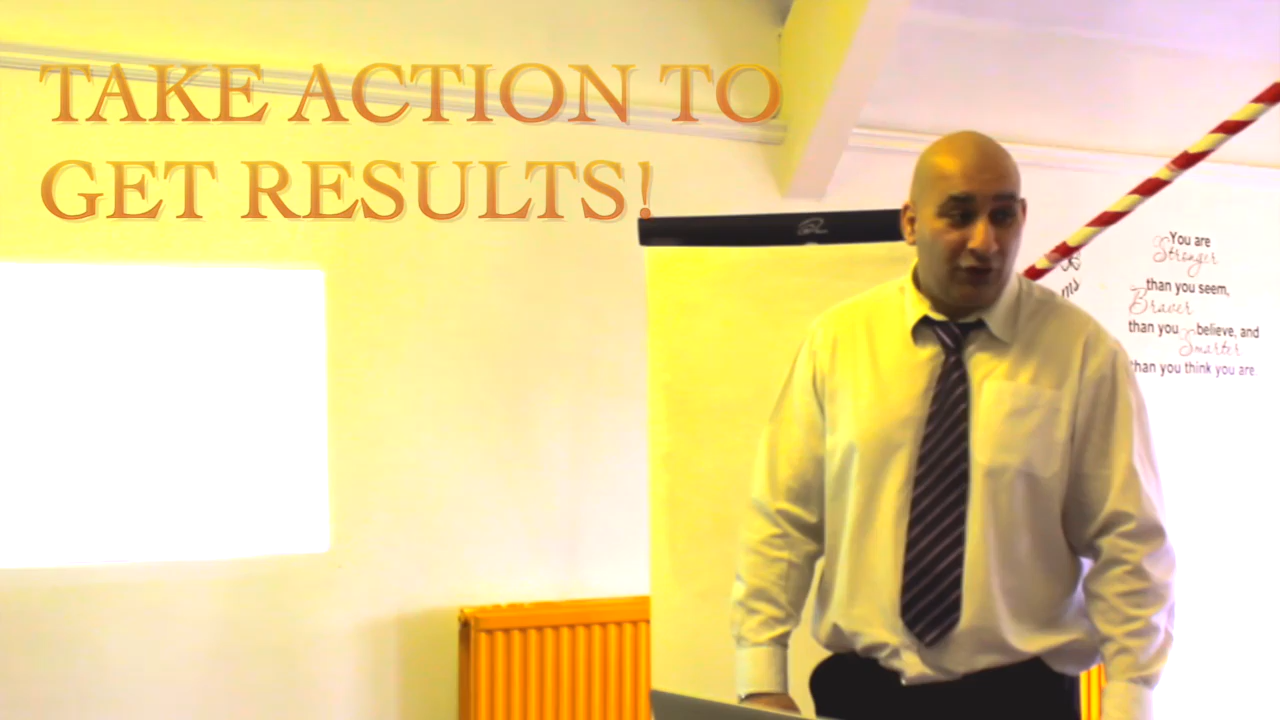 TAKE ACTION TO
GET RESULTS!
You are
Stronger
than you seem,
Braver
than you believe, and
Smarter
than you think you are
ms